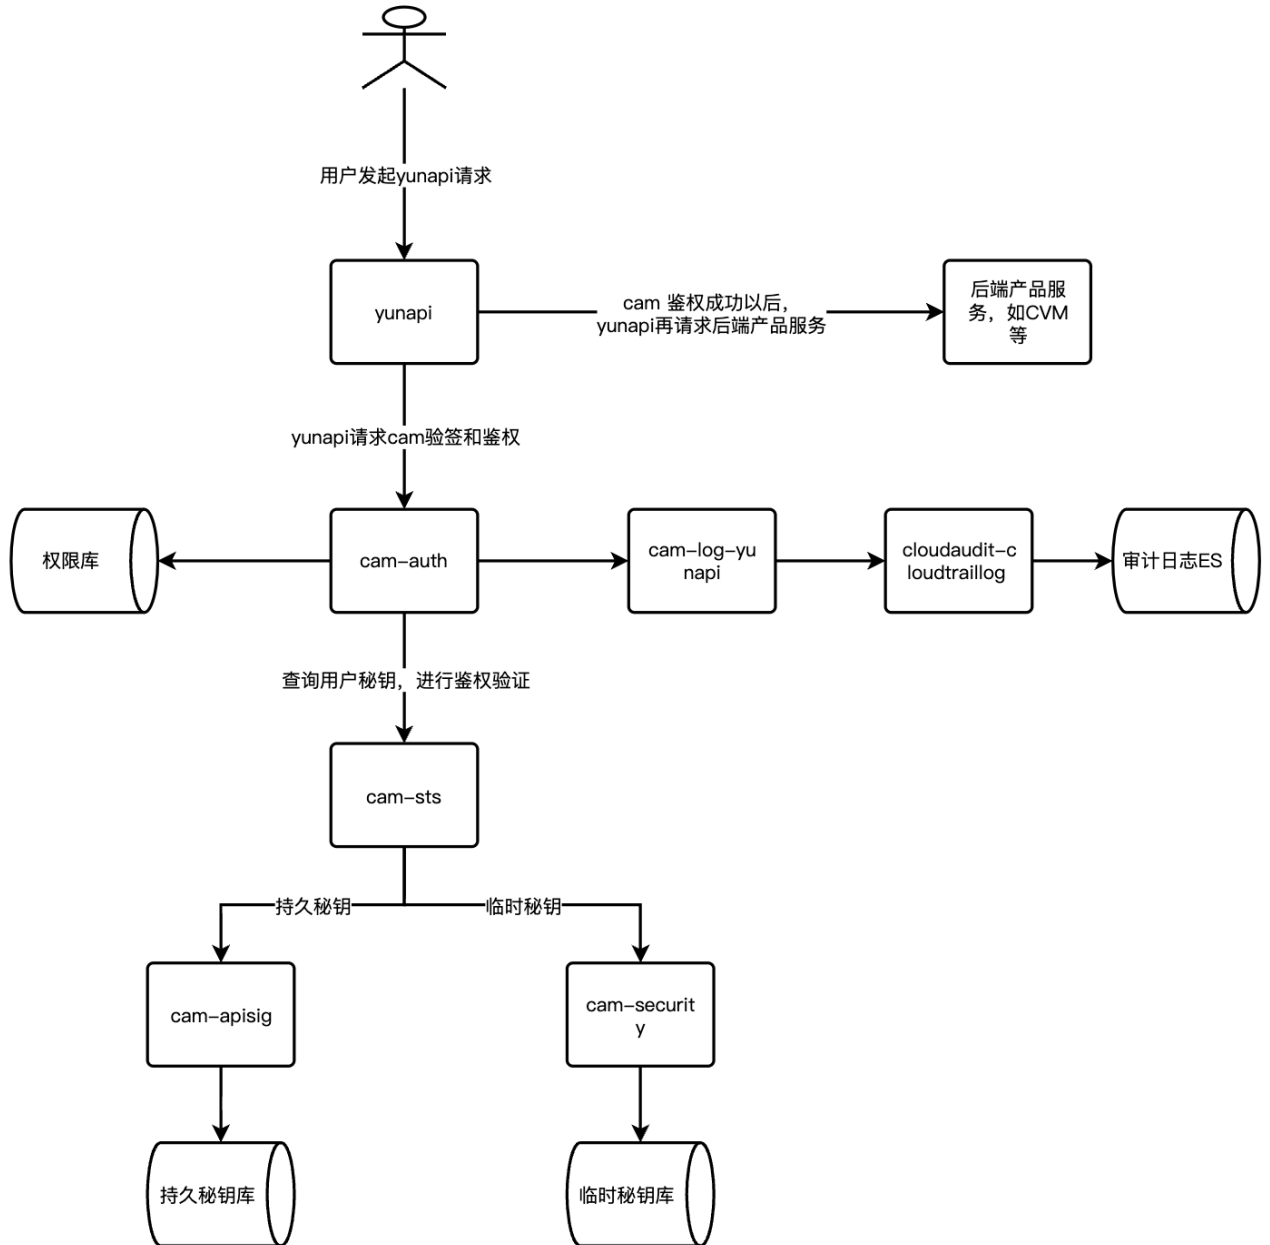 用户发起yunapi请求
yunapi
cam 鉴权成功以后，
yunapi再请求后端产品服务
后端产品服
务，如CVM
等
yunapi请求cam验签和鉴权
权限库
cam-auth
cam-log-yu
napi
cloudaudit-c
loudtraillog
审计日志ES
查询用户秘钥，进行鉴权验证
cam-sts
持久秘钥
临时秘钥
cam-apisig
cam-securit
y
持久秘钥库
临时秘钥库